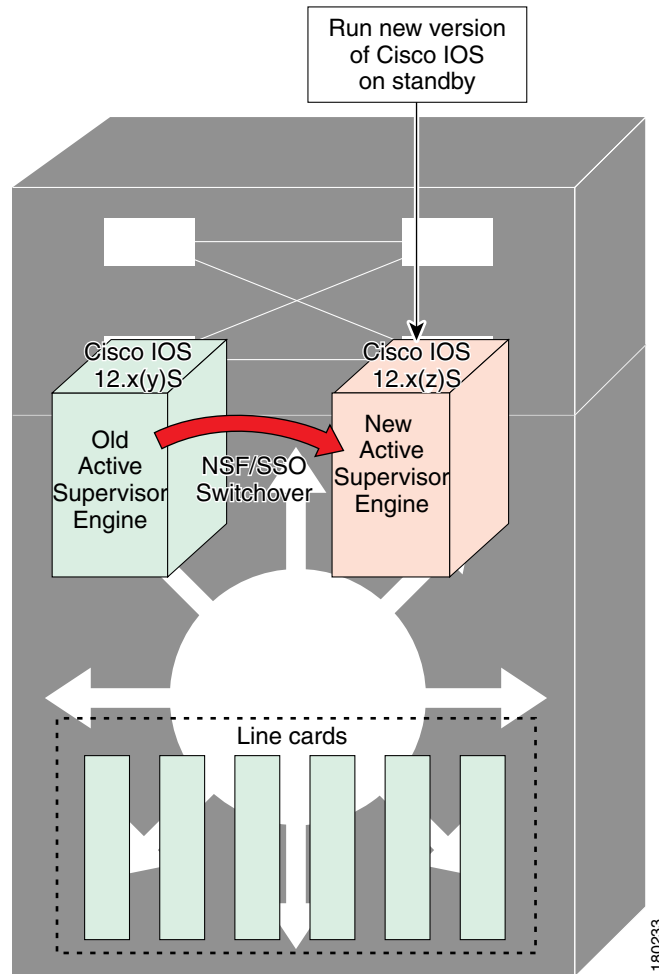 Run new version
of Cisco IOS
on standby
Cisco IOS
12.x(y)S
Cisco IOS
12.x(z)S
Old
Active
Supervisor
Engine
NSF/SSO
Switchover
New
Active
Supervisor
Engine
Line cards
180233